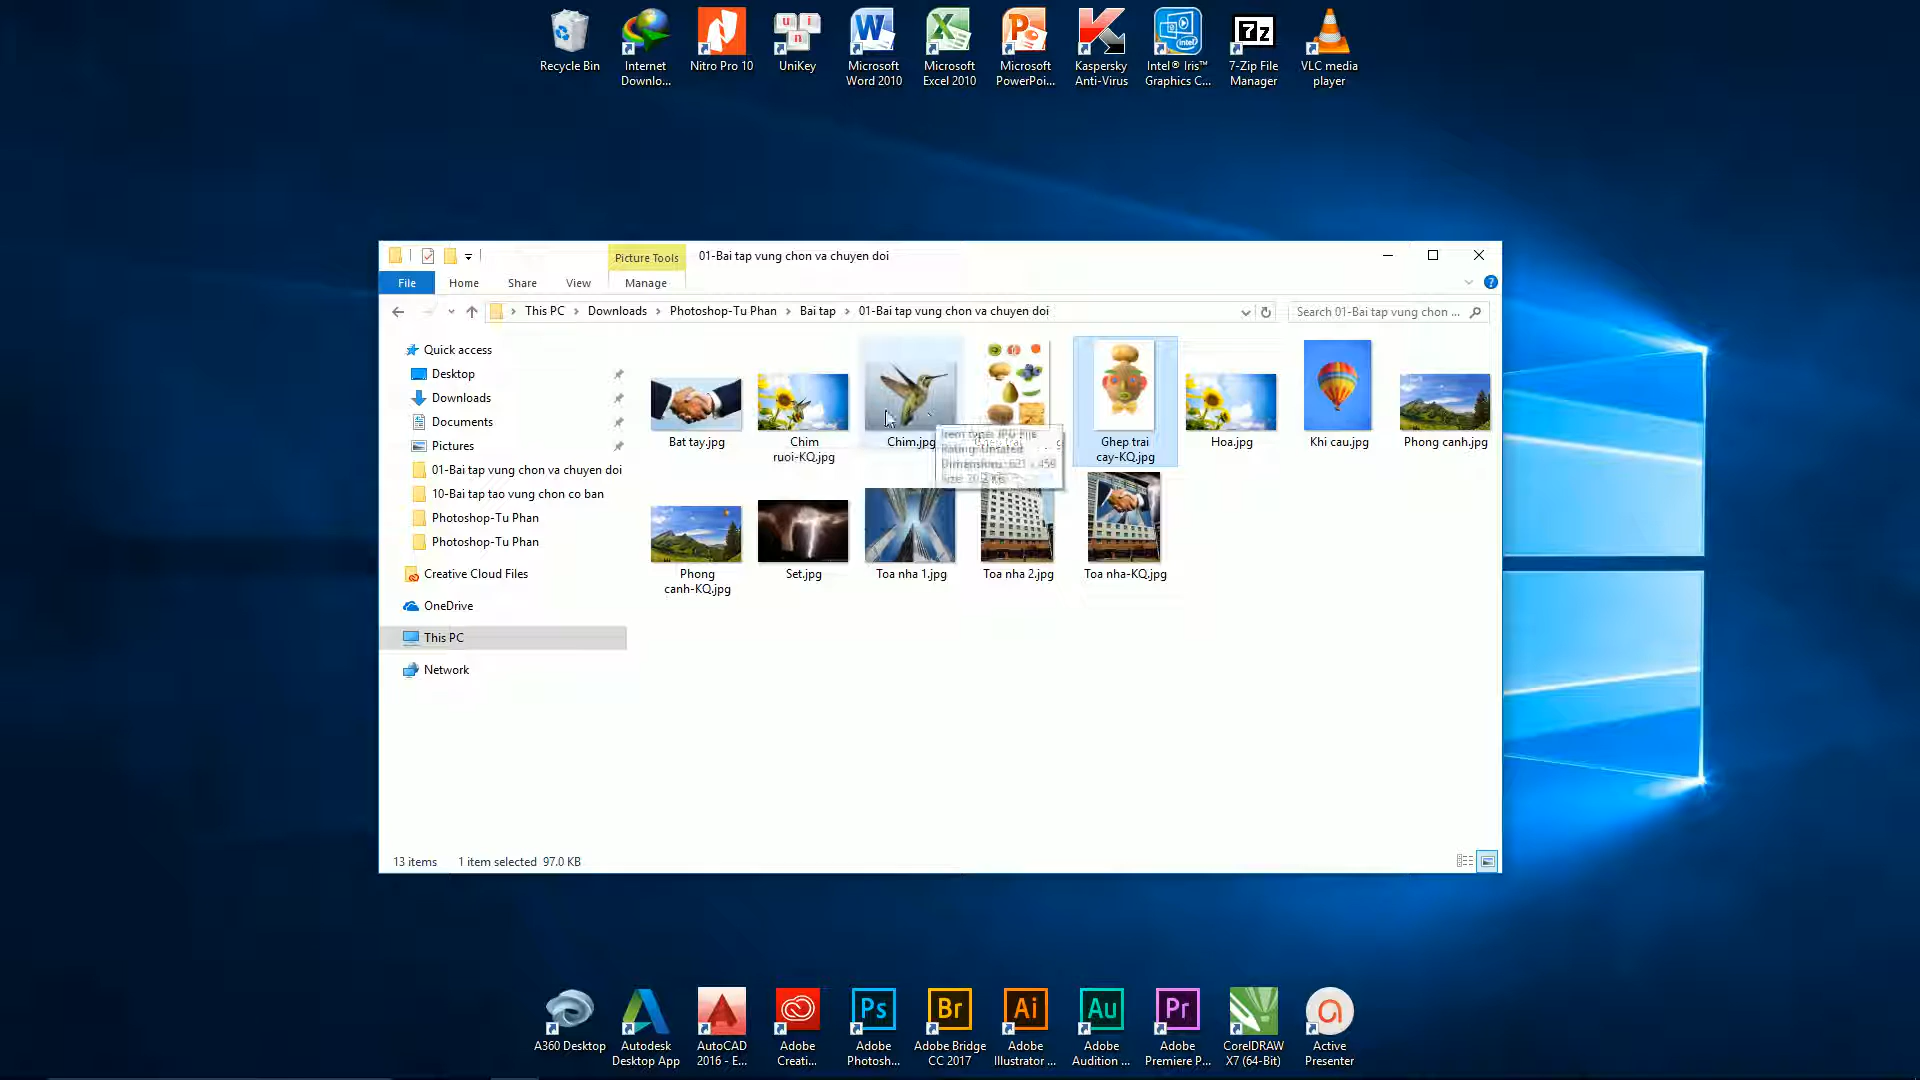 Recycle Bin
Internet
Downlo...
Nitro Pro 10
UniKey
Microsoft
Word 2010
Microsoft
Excel 2010
Microsoft
PowerPoi...
Kaspersky
Anti-Virus
Intel® Iris™
Graphics C...
7-Zip File
Manager
VLC media
player
Picture Tools
01-Bai tap vung chon va chuyen doi
File
Home
Share
View
Manage
This PC
Downloads
Photoshop-Tu Phan
Bai tap
01-Bai tap vung chon va chuyen doi
Search 01-Bai tap vung chon ...
Quick access
Desktop
Downloads
Documents
Pictures
01-Bai tap vung chon va chuyen doi
10-Bai tap tao vung chon co ban
Photoshop-Tu Phan
Photoshop-Tu Phan
Creative Cloud Files
OneDrive
This PC
Network
Bat tay.jpg
Chim
ruoi-KQ.jpg
Chim.jpg
Item type: JPG File
Rating: Unrated
Ghep trai
cay-KQ.jpg
Hoa.jpg
Khi cau.jpg
Phong canh.jpg
Phong
canh-KQ.jpg
Set.jpg
Toa nha 1.jpg
Toa nha 2.jpg
Toa nha-KQ.jpg
13 items
1 item selected 97.0 KB
A360 Desktop
Autodesk
Desktop App
AutoCAD
2016 - E...
Adobe
Creati...
Ps
Adobe
Photosh...
Br
Adobe Bridge
CC 2017
Ai
Adobe
Illustrator ...
Au
Adobe
Audition ...
Pr
Adobe
Premiere P...
CorelDRAW
X7 (64-Bit)
Active
Presenter